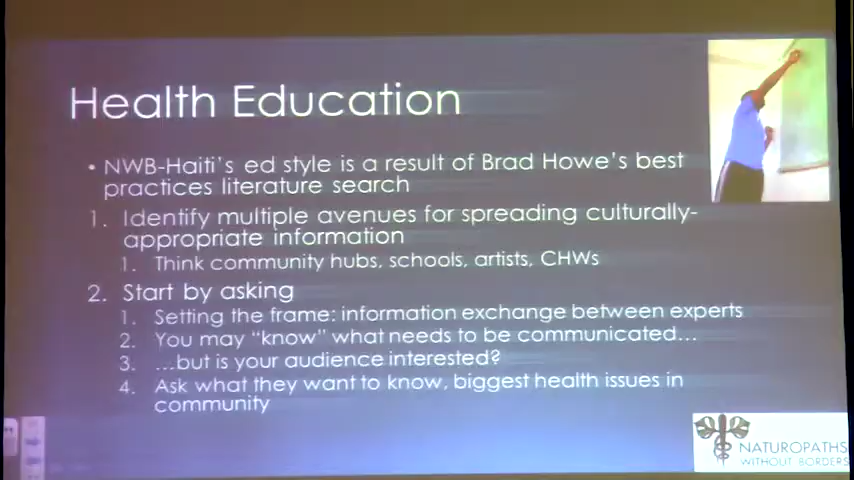 Health Education
• NWB-Haiti's ed style is a result of Brad Howe's best
practices literature search
1. Identify multiple avenues for spreading culturally-
appropriate information
1. Think community hubs, schools, artists, CHWs
2. Start by asking
1. Setting the frame: information exchange between experts
2. You may “know” what needs to be communicated…
3. …but is your audience interested?
4. Ask what they want to know, biggest health issues in
community
NATUROPATHS
WITHOUT BORDERS